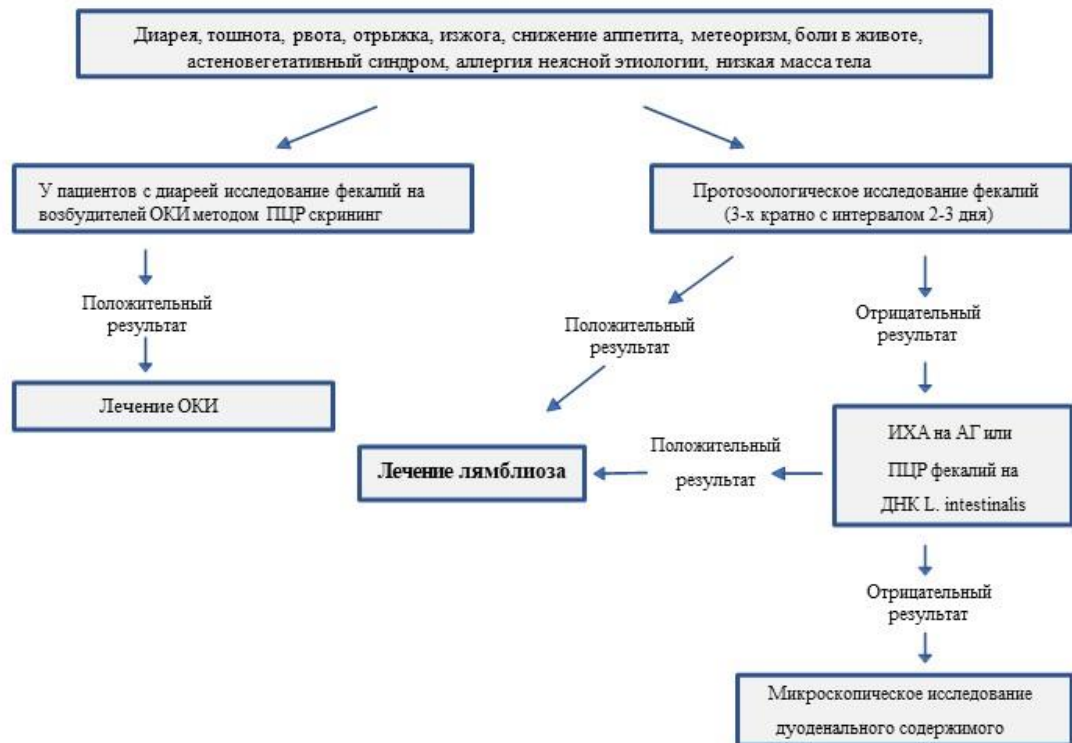 Диарея, тошнота, рвота, отрыжка, изжога, снижение аппетита, метеоризм, боли в животе,
астеновегетативный синдром, аллергия неясной этиологии, низкая масса тела
У пациентов с диареей исследование фекалий на
возбудителей ОКИ методом ПЦР скрининг
Положительный
результат
Лечение ОКИ
Протозоологическое исследование фекалий
(3-х кратно с интервалом 2-3 дня)
Положительный
результат
Отрицательный
результат
Лечение лямблиоза
Положительный
результат
ИХА на АГ или
ПЦР фекалий на
ДНК L. intestinalis
Отрицательный
результат
Микроскопическое исследование
дуоденального содержимого